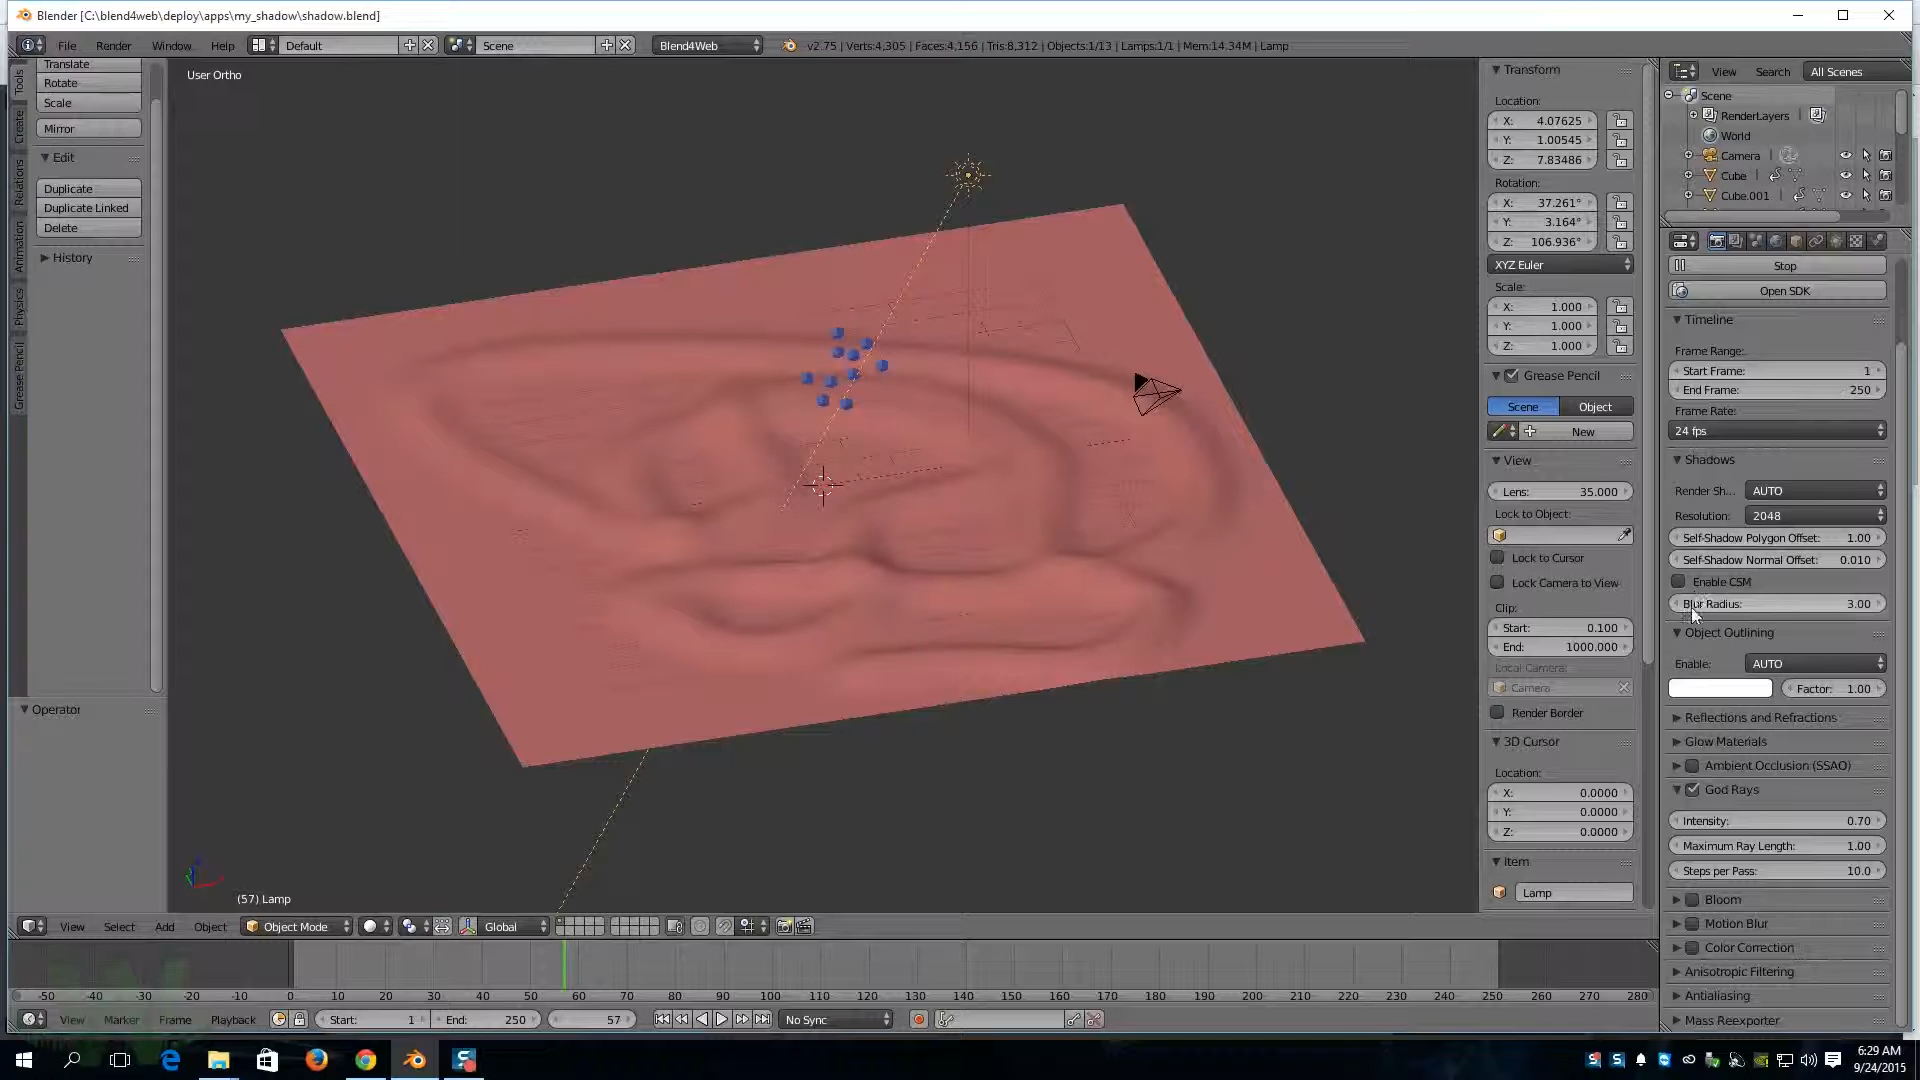 Blender [C:\blend4web\deploy\apps\my_shadow\shadow.blend]
File Render Window Help Default Scene Blend4Web v2.75 | Verts:4,305 | Faces:4,156 | Tris:8,312 | Objects:1/13 | Lamps:1/1 | Mem:14.34M | Lamp
Tools
Create
Relations
Animation
Physics
Grease Pencil
Translate
Rotate
Scale
Mirror
Edit
Duplicate
Duplicate Linked
Delete
History
Operator
User Ortho
(57) Lamp
Transform
Location:
X: 4.07625
Y: 1.00545
Z: 7.83486
Rotation:
X: 37.261°
Y: 3.164°
Z: 106.936°
XYZ Euler
Scale:
X: 1.000
Y: 1.000
Z: 1.000
Grease Pencil
Scene Object
New
View
Lens: 35.000
Lock to Object:
Lock to Cursor
Lock Camera to View
Clip:
Start: 0.100
End: 1000.000
Local Camera:
Camera
Render Border
3D Cursor
Location:
X: 0.0000
Y: 0.0000
Z: 0.0000
Item
Lamp
View Search All Scenes
Scene
RenderLayers
World
Camera
Cube
Cube.001
Stop
Open SDK
Timeline
Frame Range:
Start Frame: 1
End Frame: 250
Frame Rate:
24 fps
Shadows
Render Sh... AUTO
Resolution: 2048
Self-Shadow Polygon Offset: 1.00
Self-Shadow Normal Offset: 0.010
Enable CSM
Blur Radius: 3.00
Object Outlining
Enable: AUTO
Factor: 1.00
Reflections and Refractions
Glow Materials
Ambient Occlusion (SSAO)
God Rays
Intensity: 0.70
Maximum Ray Length: 1.00
Steps per Pass: 10.0
Bloom
Motion Blur
Color Correction
Anisotropic Filtering
Antialiasing
Mass Reexporter
View Select Add Object Object Mode Global
-50 -40 -30 -20 -10 0 10 20 30 40 50 60 70 80 90 100 110 120 130 140 150 160 170 180 190 200 210 220 230 240 250 260 270 280
View Marker Frame Playback Start: 1 End: 250 57 No Sync
6:29 AM
9/24/2015